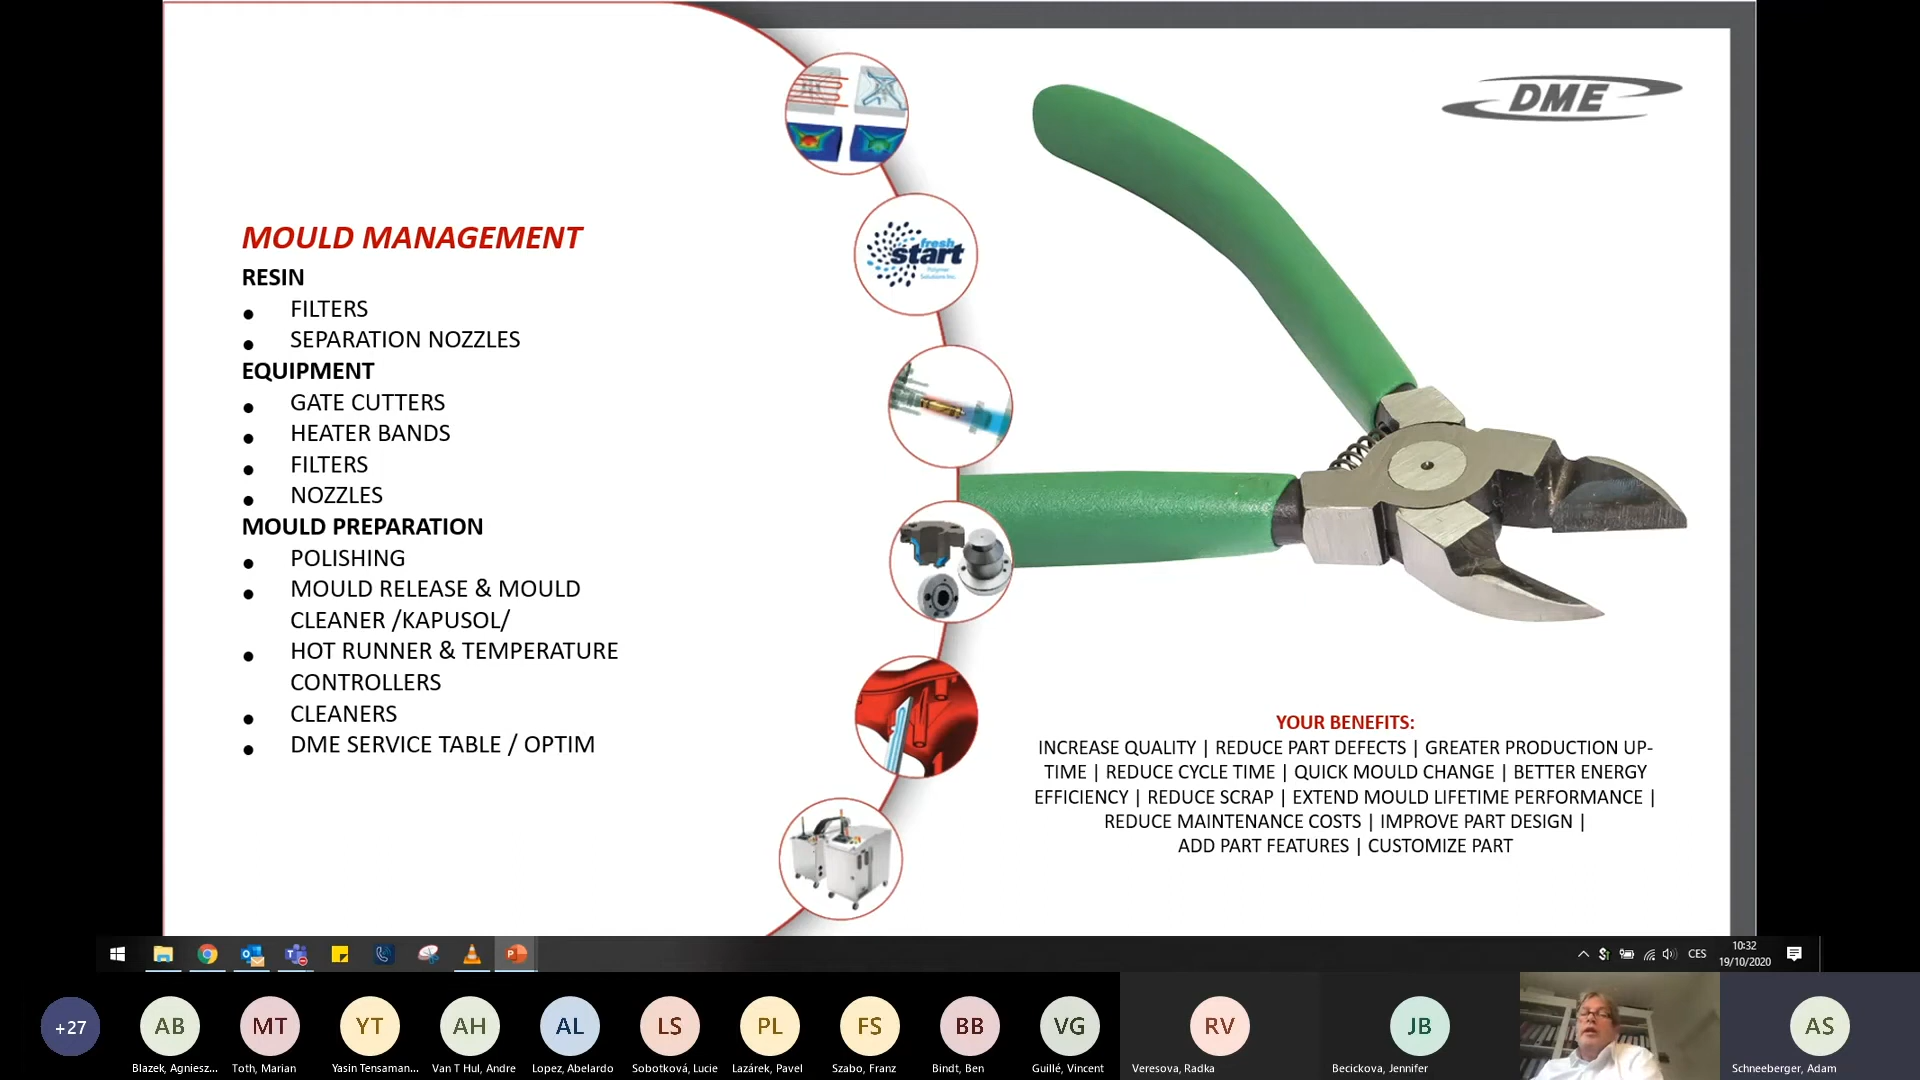 DME
fresh
start
Polymer
Solutions Inc.
MOULD MANAGEMENT
RESIN
● FILTERS
● SEPARATION NOZZLES
EQUIPMENT
● GATE CUTTERS
● HEATER BANDS
● FILTERS
● NOZZLES
MOULD PREPARATION
● POLISHING
● MOULD RELEASE & MOULD
CLEANER /KAPUSOL/
● HOT RUNNER & TEMPERATURE
CONTROLLERS
● CLEANERS
● DME SERVICE TABLE / OPTIM
YOUR BENEFITS:
INCREASE QUALITY | REDUCE PART DEFECTS | GREATER PRODUCTION UP-
TIME | REDUCE CYCLE TIME | QUICK MOULD CHANGE | BETTER ENERGY
EFFICIENCY | REDUCE SCRAP | EXTEND MOULD LIFETIME PERFORMANCE |
REDUCE MAINTENANCE COSTS | IMPROVE PART DESIGN |
ADD PART FEATURES | CUSTOMIZE PART
CES
10:32
19/10/2020
+27
AB
MT
YT
AH
AL
LS
PL
FS
BB
VG
RV
JB
AS
Blazek, Agniesz...
Toth, Marian
Yasin Tensaman...
Van T Hul, Andre
Lopez, Abelardo
Sobotková, Lucie
Lazárek, Pavel
Szabo, Franz
Bindt, Ben
Guillé, Vincent
Veresova, Radka
Becickova, Jennifer
Schneeberger, Adam